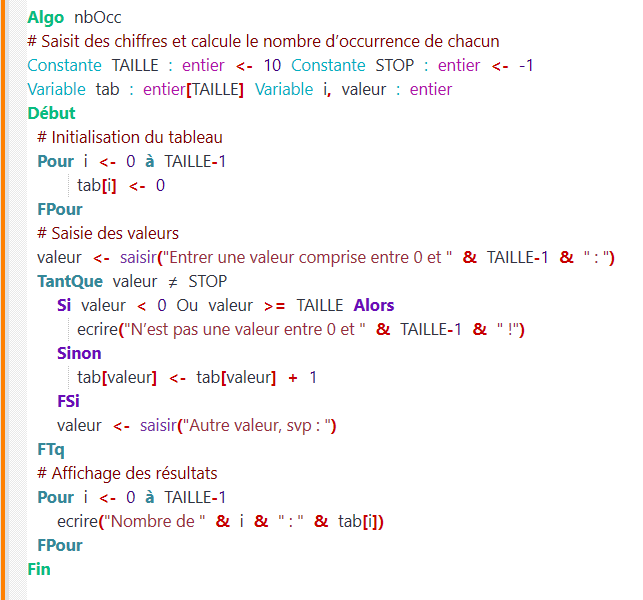 Algo nbOcc
# Saisit des chiffres et calcule le nombre d’occurrence de chacun
Constante TAILLE : entier <- 10 Constante STOP : entier <- -1
Variable tab : entier[TAILLE] Variable i, valeur : entier
Début
# Initialisation du tableau
Pour i <- 0 à TAILLE-1
tab[i] <- 0
FPour
# Saisie des valeurs
valeur <- saisir("Entrer une valeur comprise entre 0 et " & TAILLE-1 & " : ")
TantQue valeur ≠ STOP
Si valeur < 0 Ou valeur >= TAILLE Alors
ecrire("N’est pas une valeur entre 0 et " & TAILLE-1 & " !")
Sinon
tab[valeur] <- tab[valeur] + 1
FSi
valeur <- saisir("Autre valeur, svp : ")
FTq
# Affichage des résultats
Pour i <- 0 à TAILLE-1
ecrire("Nombre de " & i & " : " & tab[i])
FPour
Fin